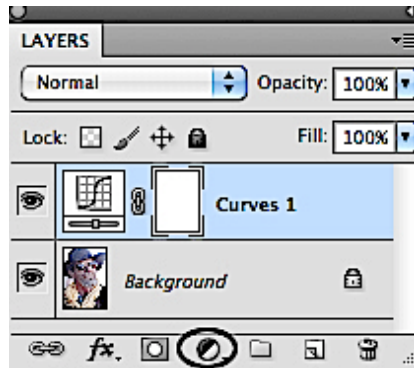 LAYERS
Normal Opacity: 100%
Lock: Fill: 100%
Curves 1
Background
fx.